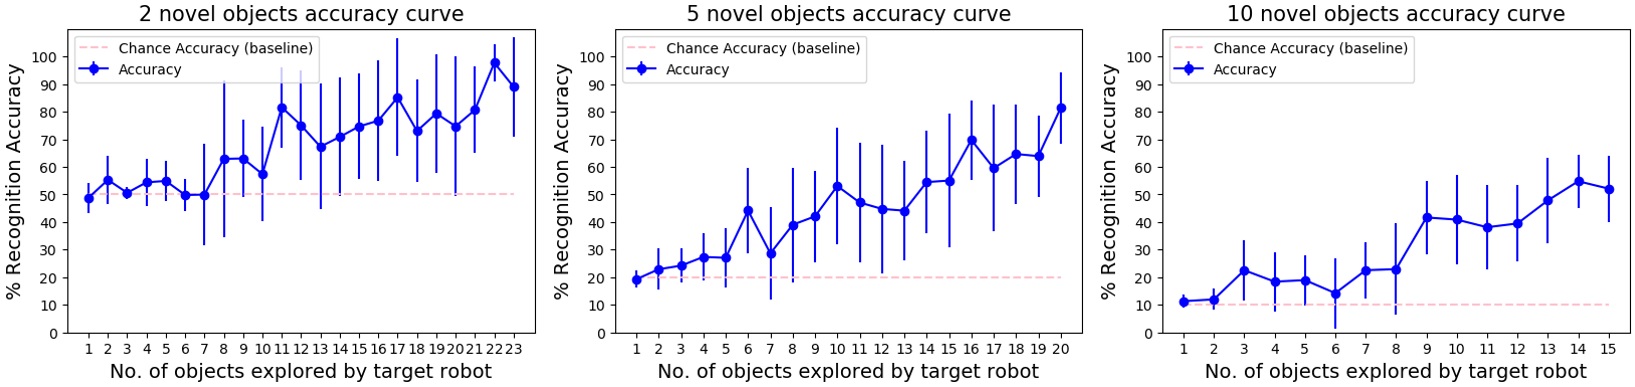 2 novel objects accuracy curve
% Recognition Accuracy
100
90
80
70
60
50
40
30
20
10
0
Chance Accuracy (baseline)
Accuracy
1 2 3 4 5 6 7 8 9 10 11 12 13 14 15 16 17 18 19 20 21 22 23
No. of objects explored by target robot
5 novel objects accuracy curve
% Recognition Accuracy
100
90
80
70
60
50
40
30
20
10
0
Chance Accuracy (baseline)
Accuracy
1 2 3 4 5 6 7 8 9 10 11 12 13 14 15 16 17 18 19 20
No. of objects explored by target robot
10 novel objects accuracy curve
% Recognition Accuracy
100
90
80
70
60
50
40
30
20
10
0
Chance Accuracy (baseline)
Accuracy
1 2 3 4 5 6 7 8 9 10 11 12 13 14 15
No. of objects explored by target robot